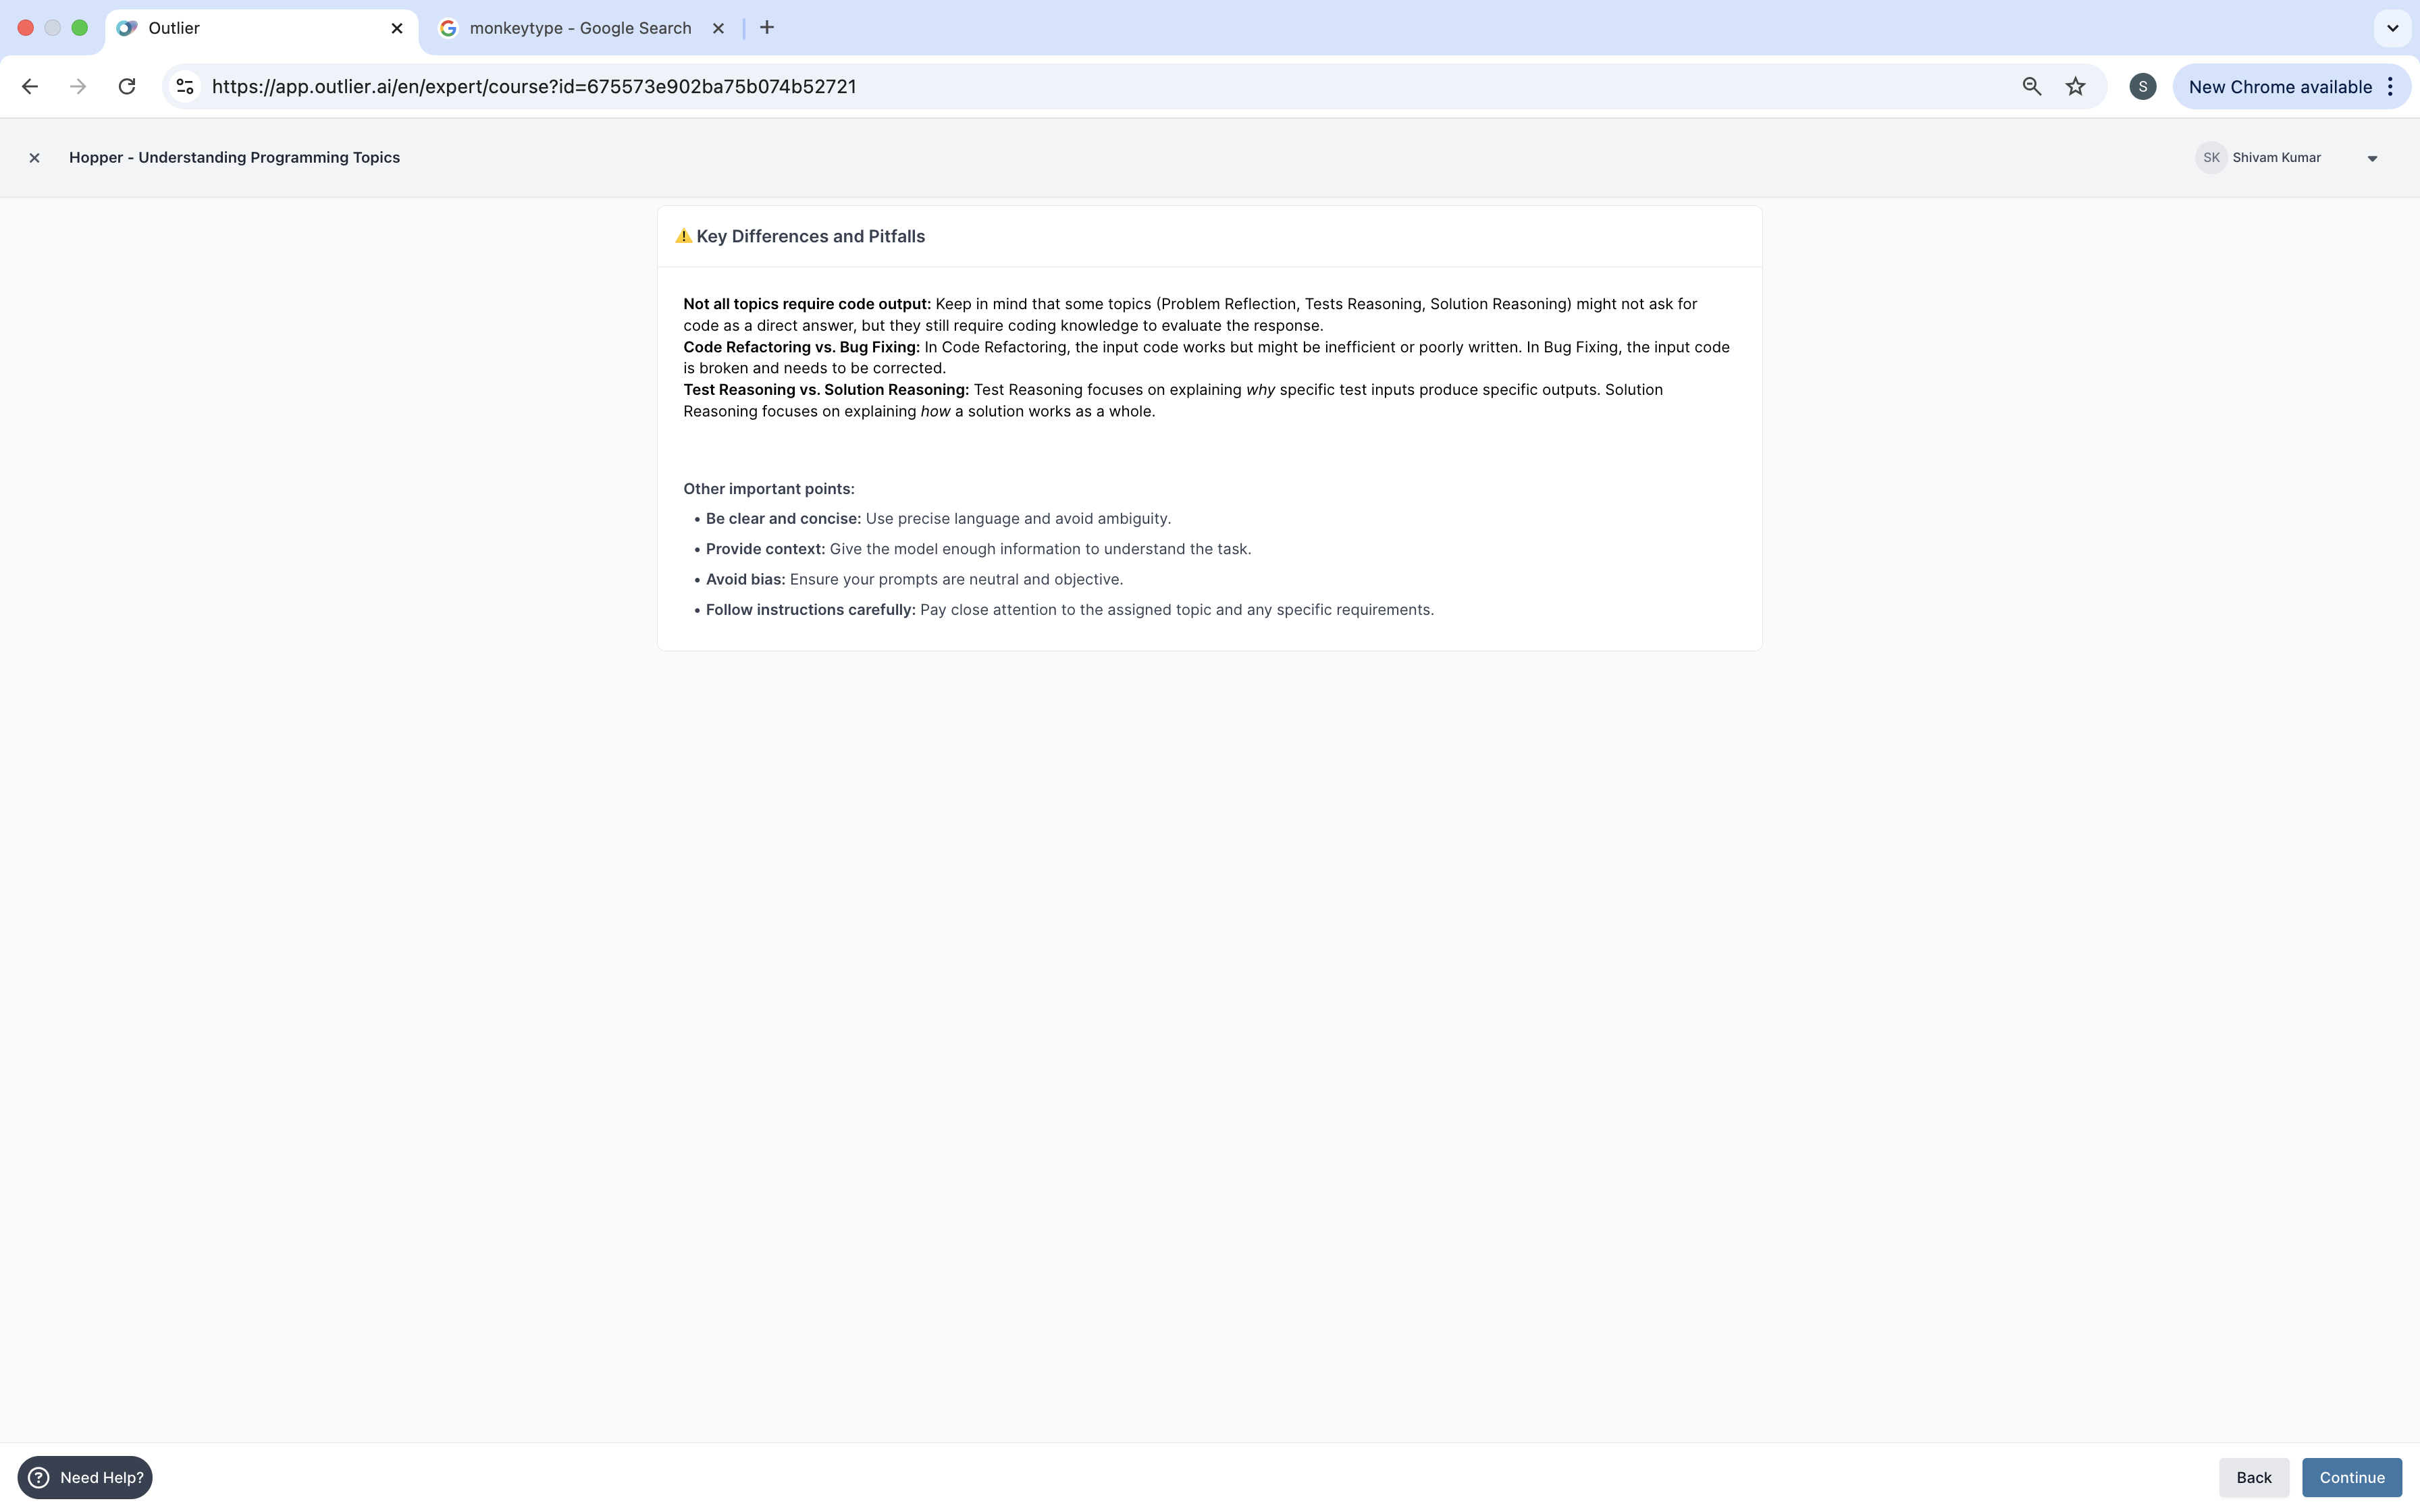 Outlier
monkeytype - Google Search
https://app.outlier.ai/en/expert/course?id=675573e902ba75b074b52721
S
New Chrome available
Hopper - Understanding Programming Topics
SK
Shivam Kumar
Key Differences and Pitfalls
Not all topics require code output: Keep in mind that some topics (Problem Reflection, Tests Reasoning, Solution Reasoning) might not ask for
code as a direct answer, but they still require coding knowledge to evaluate the response.
Code Refactoring vs. Bug Fixing: In Code Refactoring, the input code works but might be inefficient or poorly written. In Bug Fixing, the input code
is broken and needs to be corrected.
Test Reasoning vs. Solution Reasoning: Test Reasoning focuses on explaining why specific test inputs produce specific outputs. Solution
Reasoning focuses on explaining how a solution works as a whole.
Other important points:
• Be clear and concise: Use precise language and avoid ambiguity.
• Provide context: Give the model enough information to understand the task.
• Avoid bias: Ensure your prompts are neutral and objective.
• Follow instructions carefully: Pay close attention to the assigned topic and any specific requirements.
Need Help?
Back
Continue